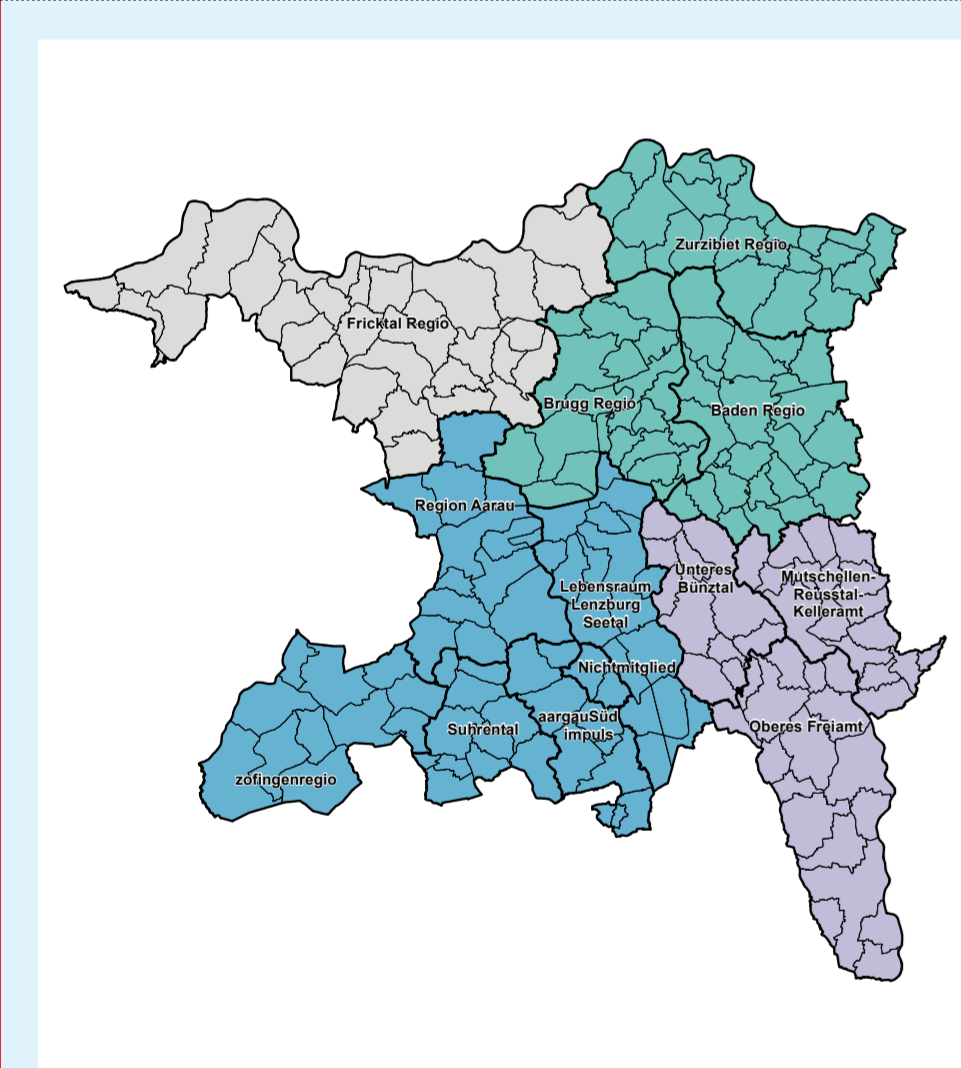 Zurzibiet Regio
Fricktal Regio
Brugg Regio
Baden Regio
Region Aarau
Unteres
Bünztal
Mutschellen-
Reusstal-
Kelleramt
Lebensraum
Lenzburg
Seetal
Nichtmitglied
aargauSüd
impuls
Suhrental
Oberes Freiamt
zofingenregio